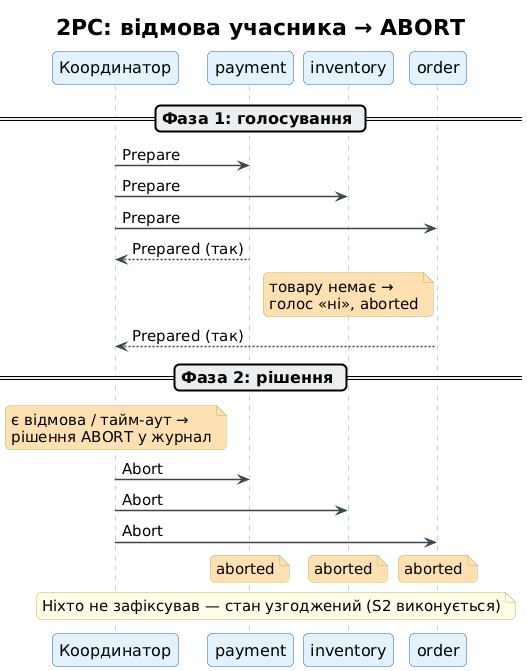 2PC: відмова учасника → ABORT
Координатор payment inventory order
Фаза 1: голосування
Prepare
Prepare
Prepare
Prepared (так)
товару немає →
голос «ні», aborted
Prepared (так)
Фаза 2: рішення
є відмова / тайм-аут →
рішення ABORT у журнал
Abort
Abort
Abort
aborted aborted aborted
Ніхто не зафіксував — стан узгоджений (S2 виконується)
Координатор payment inventory order